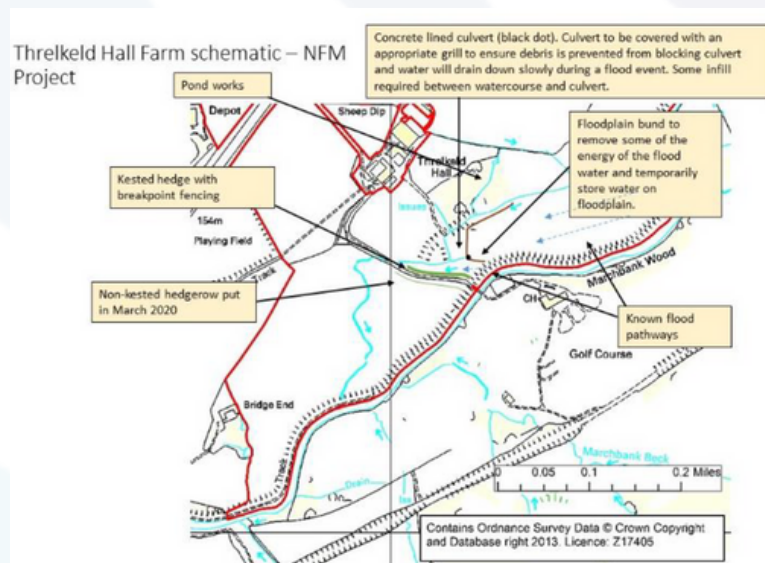 Threlkeld Hall Farm schematic – NFM
Project
Concrete lined culvert (black dot). Culvert to be covered with an
appropriate grill to ensure debris is prevented from blocking culvert
and water will drain down slowly during a flood event. Some infill
required between watercourse and culvert.
Pond works
Depot
Sheep Dip
Floodplain bund to
remove some of the
energy of the flood
water and temporarily
store water on
floodplain.
Threlkeld
Hall
Kested hedge with
breakpoint fencing
Issues
154m
Playing Field
Track
Marchbank Wood
Non-kested hedgerow put
in March 2020
CH
Known flood
pathways
Golf Course
Bridge End
Track
Drain
Iss
Marchbank Beck
0 0.05 0.1 0.2 Miles
Contains Ordnance Survey Data © Crown Copyright
and Database right 2013. Licence: Z17405